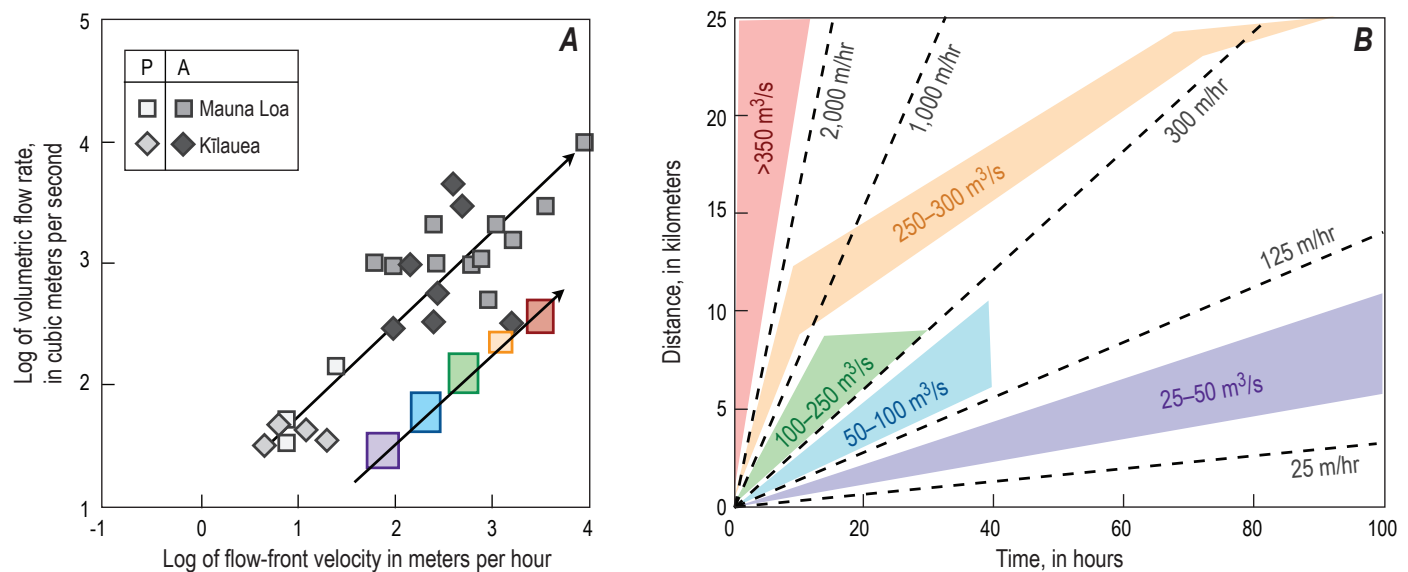 A
P A
Mauna Loa
Kīlauea
5
4
3
2
1
-1 0 1 2 3 4
Log of volumetric flow rate,
in cubic meters per second
Log of flow-front velocity in meters per hour
B
25
20
15
10
5
0
0 20 40 60 80 100
Distance, in kilometers
Time, in hours
>350 m³/s
2,000 m/hr
1,000 m/hr
300 m/hr
250–300 m³/s
125 m/hr
100–250 m³/s
50–100 m³/s
25–50 m³/s
25 m/hr